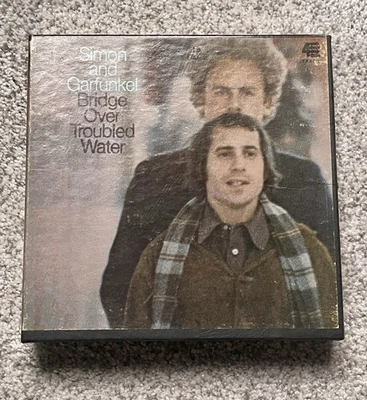 Simon
and
Garfunkel
Bridge
Over
Troubled
Water